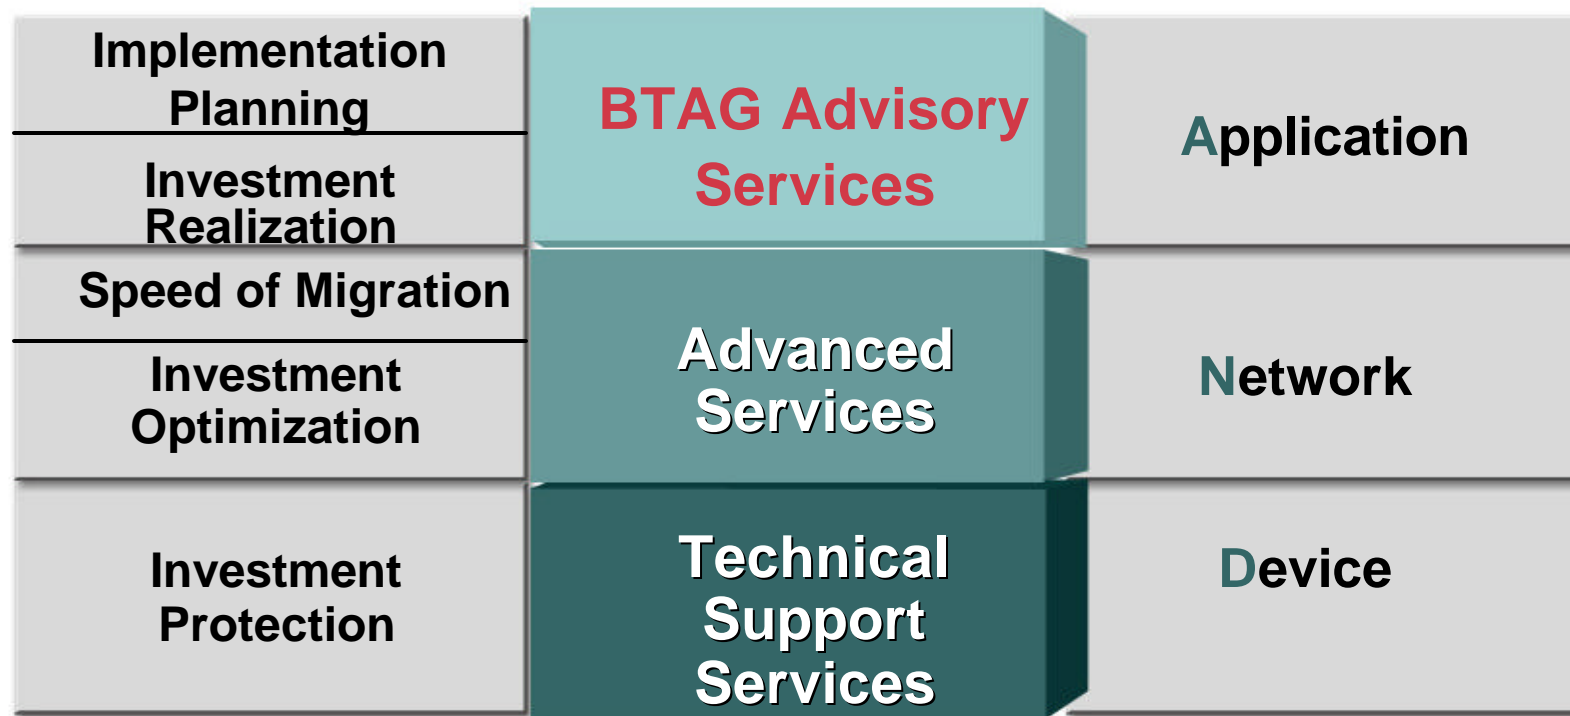 Implementation
Planning
Investment
Realization
BTAG Advisory
Services
Application
Speed of Migration
Investment
Optimization
Advanced
Services
Network
Investment
Protection
Technical
Support
Services
Device